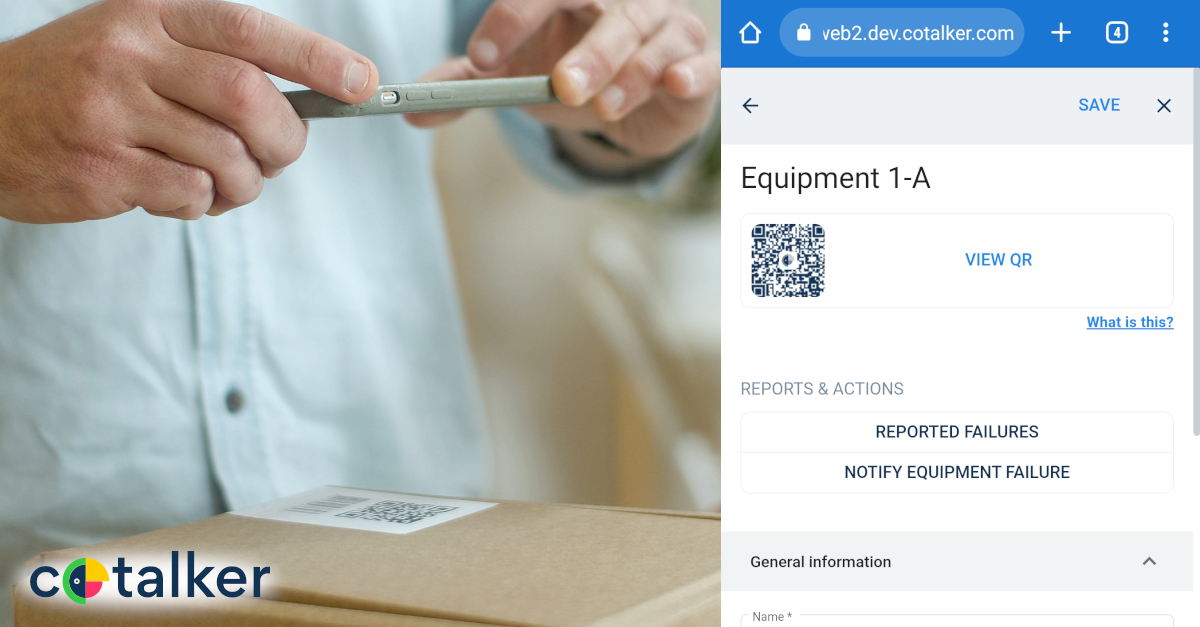 cotalker
web2.dev.cotalker.com
4
SAVE
Equipment 1-A
VIEW QR
What is this?
REPORTS & ACTIONS
REPORTED FAILURES
NOTIFY EQUIPMENT FAILURE
General information
Name *